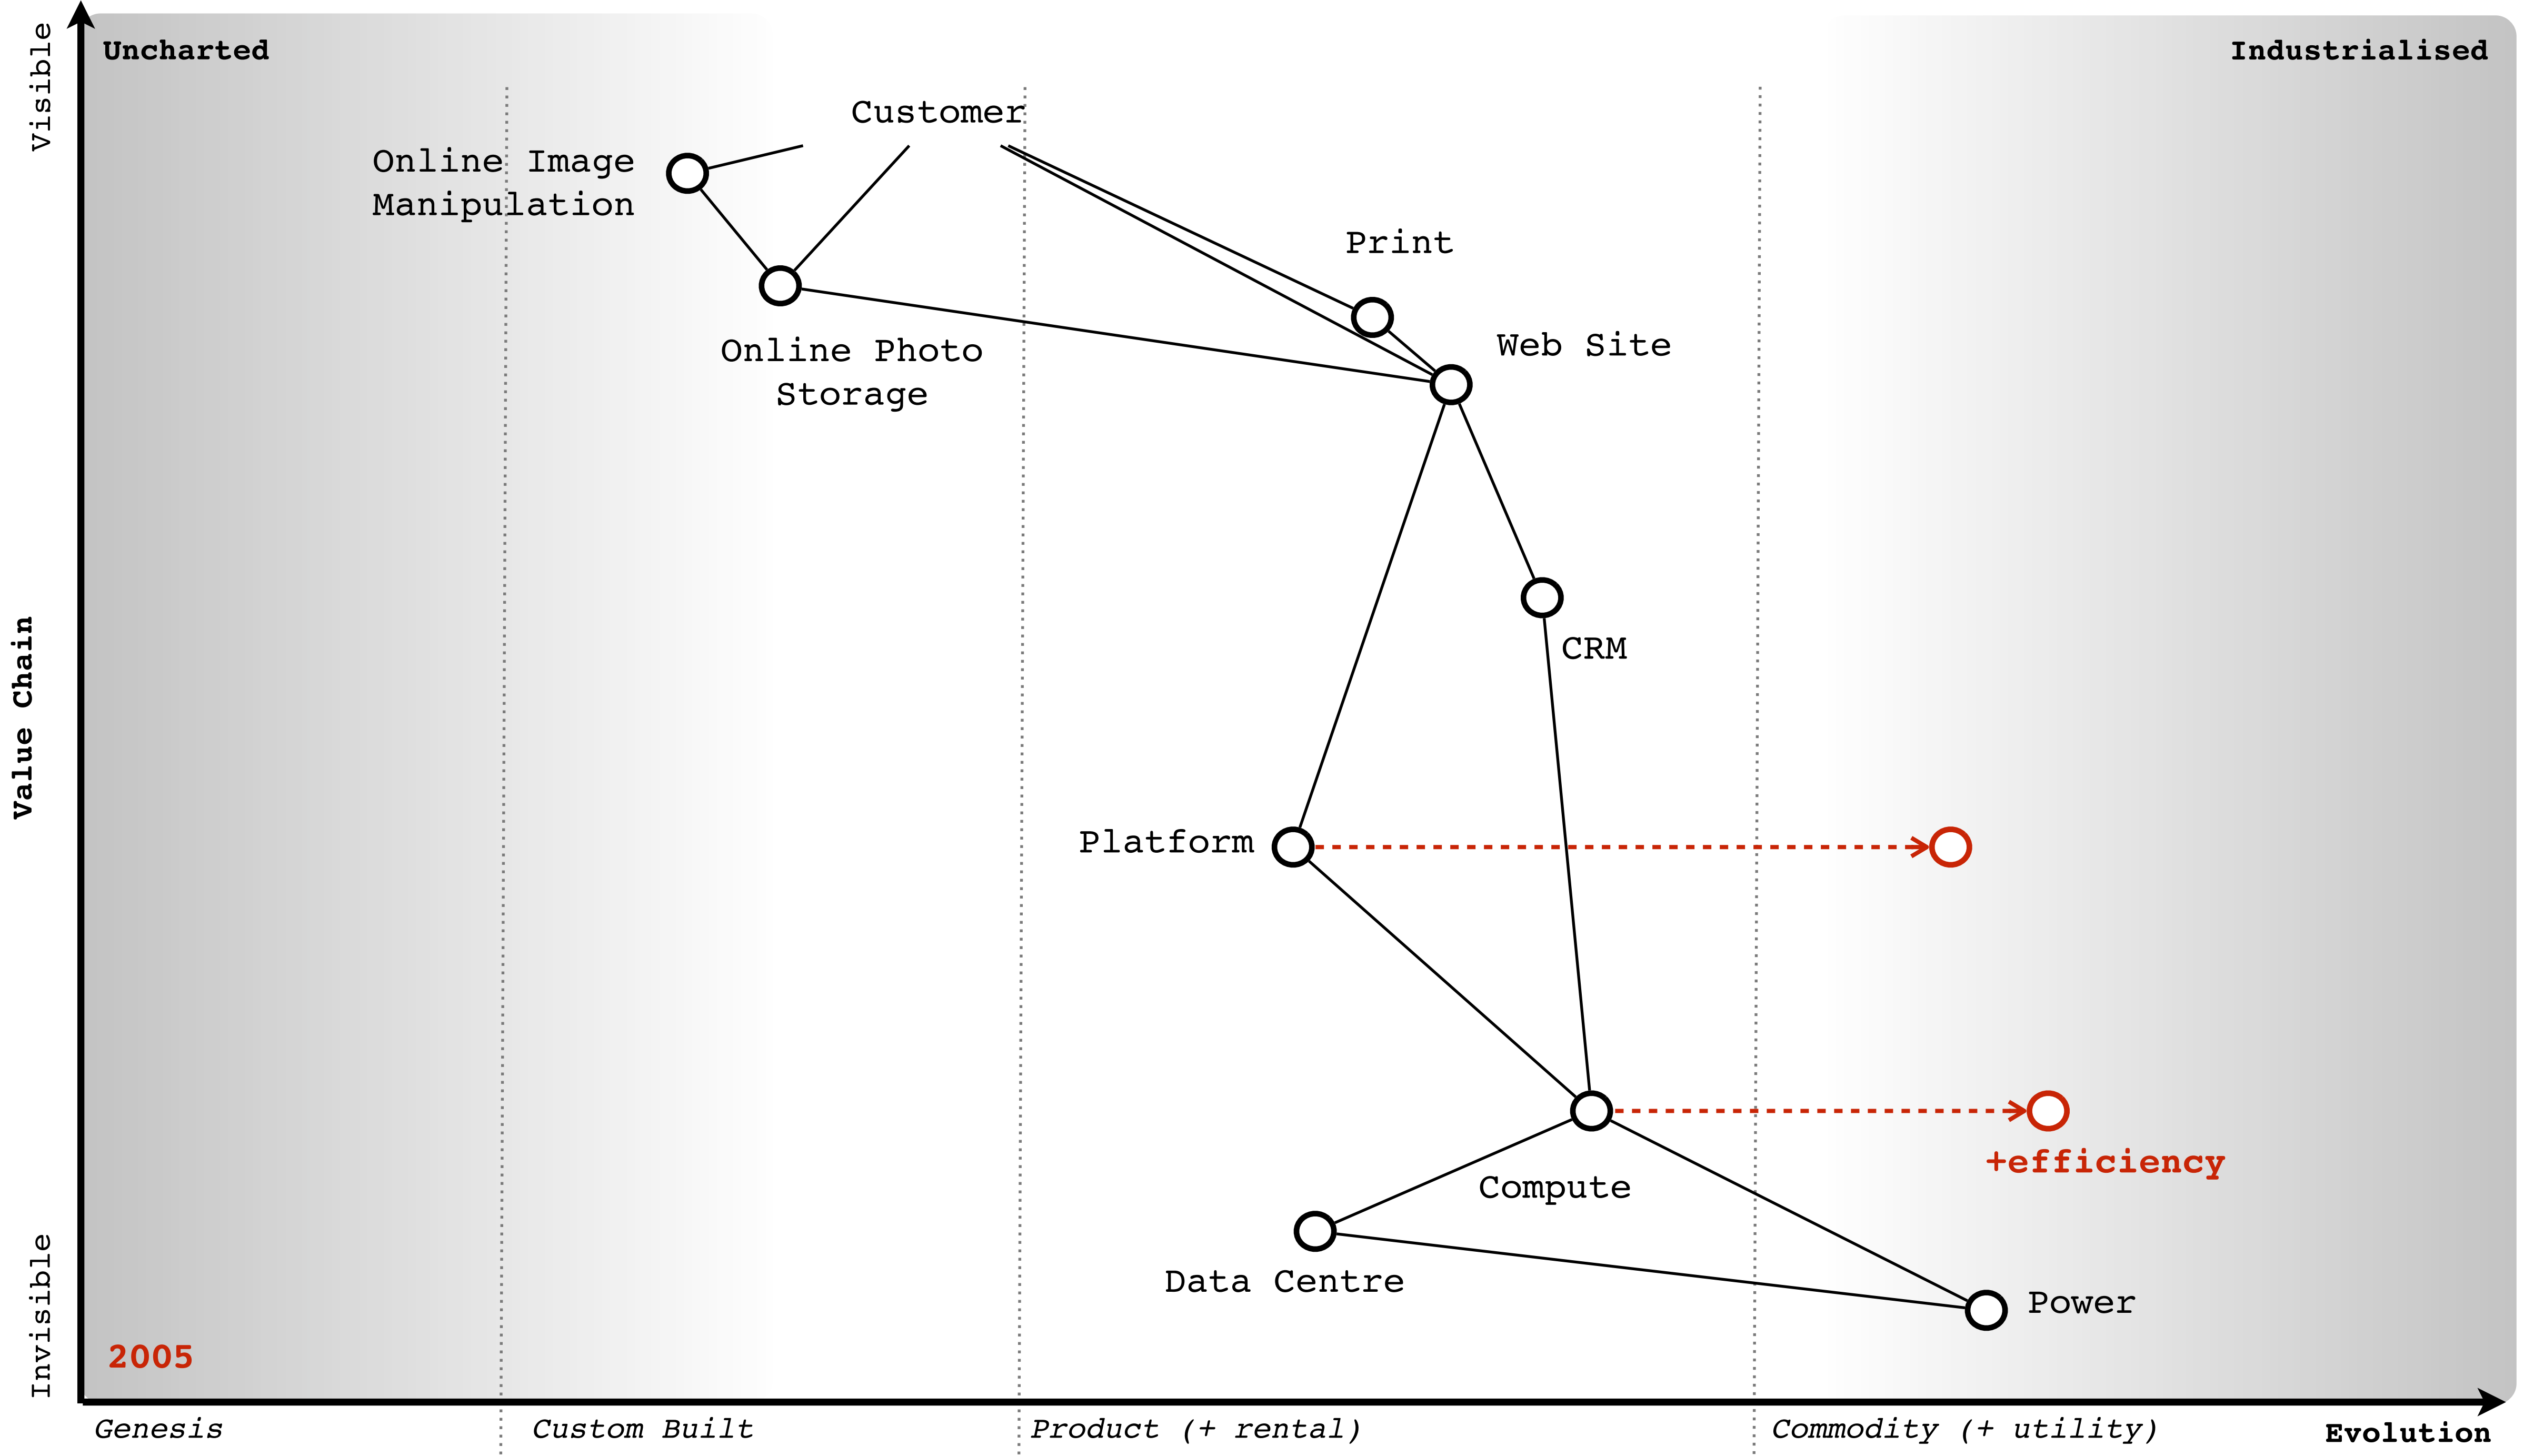 Visible
Uncharted
Industrialised
Customer
Online Image
Manipulation
Print
Web Site
Online Photo
Storage
CRM
Value Chain
Platform
+efficiency
Compute
Data Centre
Power
Invisible
2005
Genesis
Custom Built
Product (+ rental)
Commodity (+ utility)
Evolution